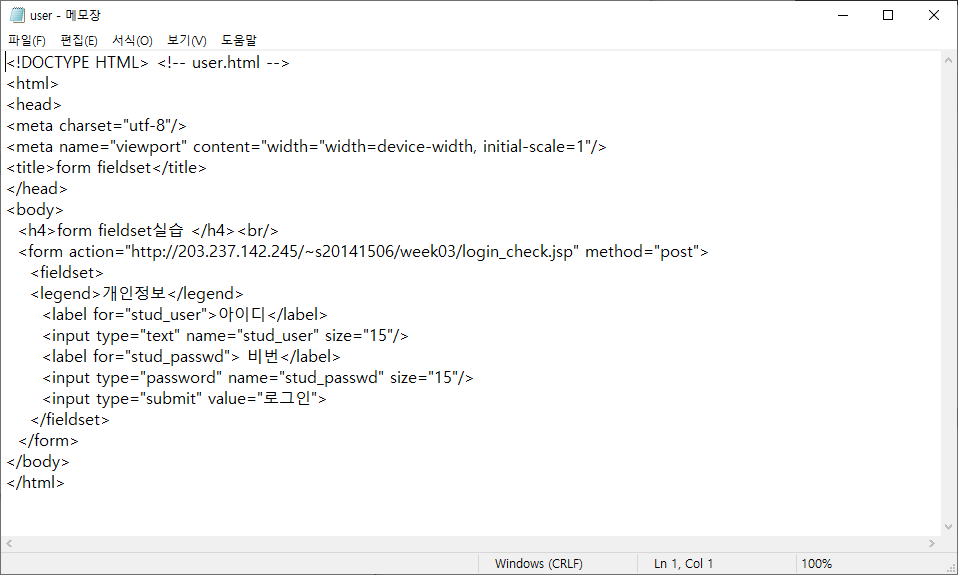 user - 메모장
파일(F) 편집(E) 서식(O) 보기(V) 도움말
<!DOCTYPE HTML> <!-- user.html -->
<html>
<head>
<meta charset="utf-8"/>
<meta name="viewport" content="width="width=device-width, initial-scale=1"/>
<title>form fieldset</title>
</head>
<body>
<h4>form fieldset실습 </h4><br/>
<form action="http://203.237.142.245/~s20141506/week03/login_check.jsp" method="post">
<fieldset>
<legend>개인정보</legend>
<label for="stud_user">아이디</label>
<input type="text" name="stud_user" size="15"/>
<label for="stud_passwd"> 비번</label>
<input type="password" name="stud_passwd" size="15"/>
<input type="submit" value="로그인">
</fieldset>
</form>
</body>
</html>
Windows (CRLF) Ln 1, Col 1 100%